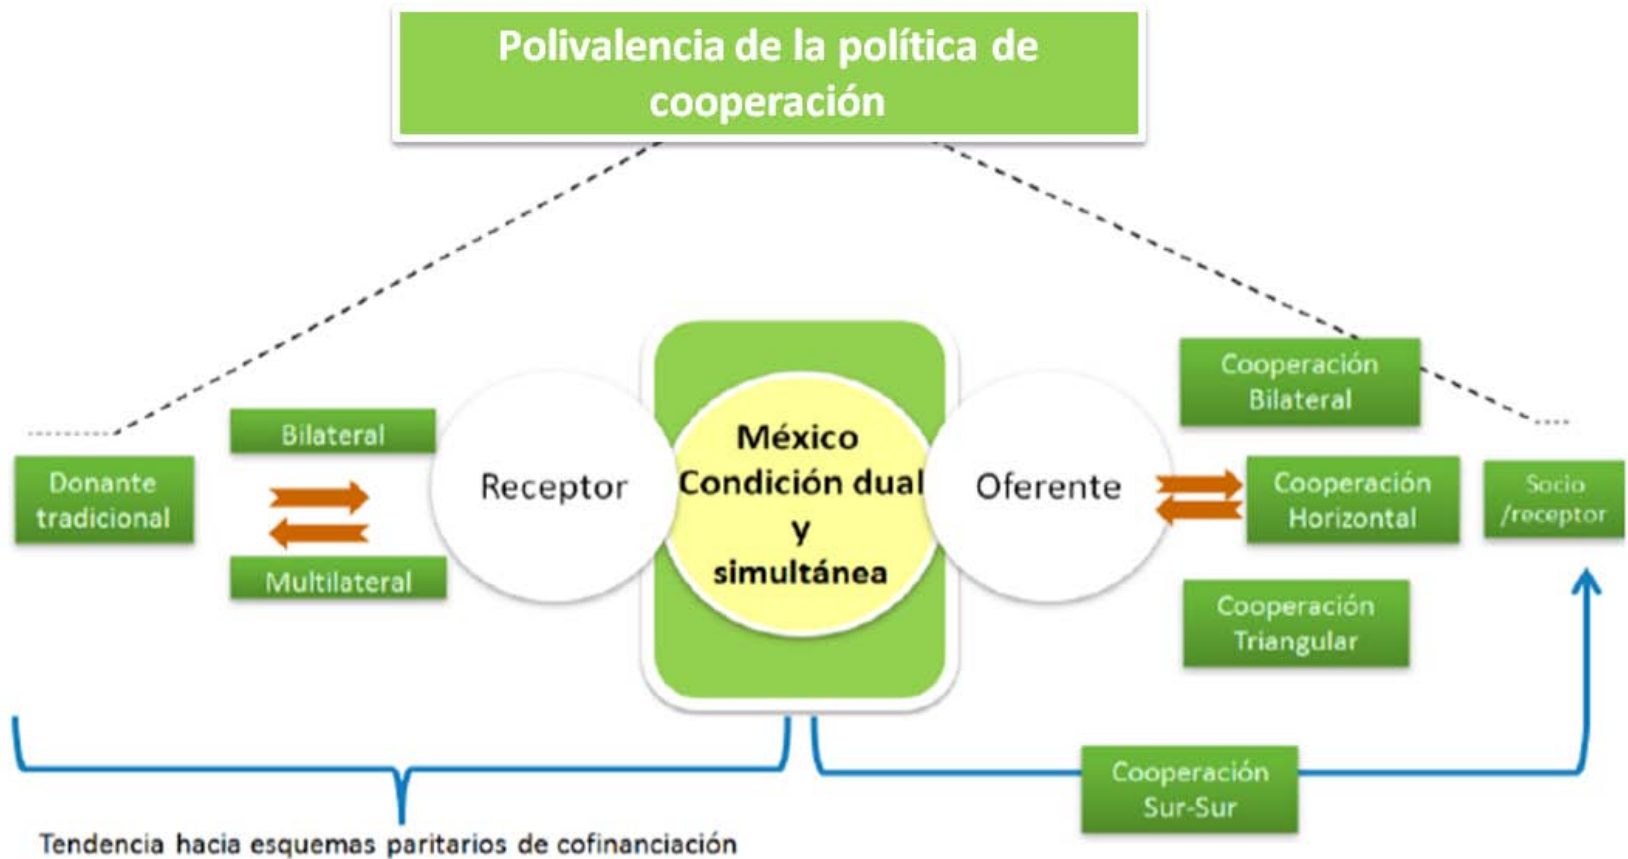 Polivalencia de la política de
cooperación
Donante
tradicional
Bilateral
Multilateral
Receptor
México
Condición dual
y
simultánea
Oferente
Cooperación
Bilateral
Cooperación
Horizontal
Cooperación
Triangular
Socio
/receptor
Cooperación
Sur-Sur
Tendencia hacia esquemas paritarios de cofinanciación